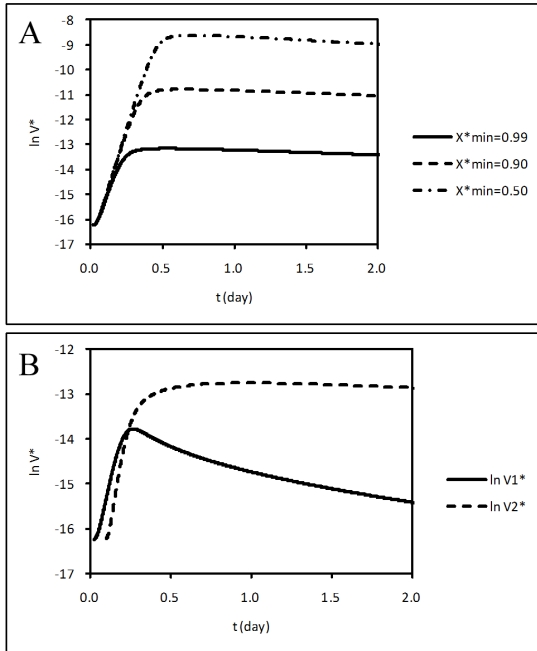 A
-8
-9
-10
-11
-12
-13
-14
-15
-16
-17
ln V*
0.0 0.5 1.0 1.5 2.0
t (day)
X*min=0.99
X*min=0.90
X*min=0.50
B
-12
-13
-14
-15
-16
-17
ln V*
0.0 0.5 1.0 1.5 2.0
t (day)
ln V1*
ln V2*